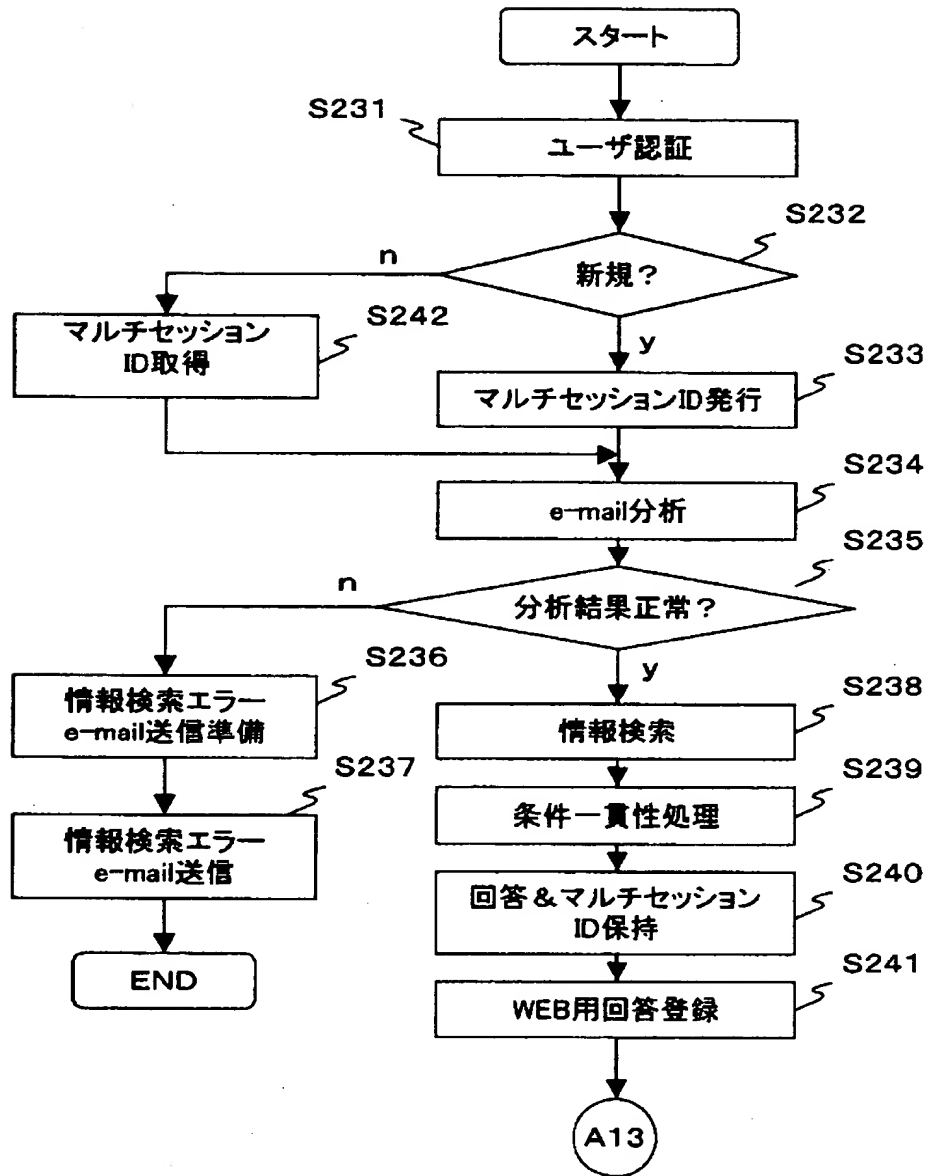 スタート
S231
ユーザ認証
S232
新規？
n
y
S242
マルチセッション
ID取得
S233
マルチセッションID発行
S234
e-mail分析
S235
分析結果正常？
n
y
S236
情報検索エラー
e-mail送信準備
S237
情報検索エラー
e-mail送信
END
S238
情報検索
S239
条件一貫性処理
S240
回答＆マルチセッション
ID保持
S241
WEB用回答登録
A13